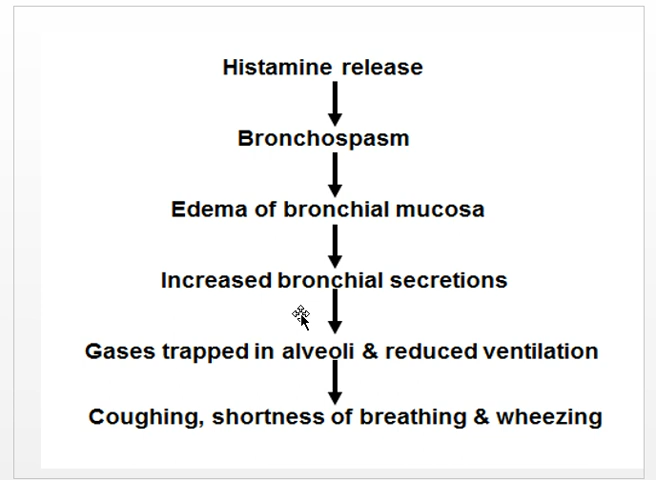 Histamine release
Bronchospasm
Edema of bronchial mucosa
Increased bronchial secretions
Gases trapped in alveoli & reduced ventilation
Coughing, shortness of breathing & wheezing